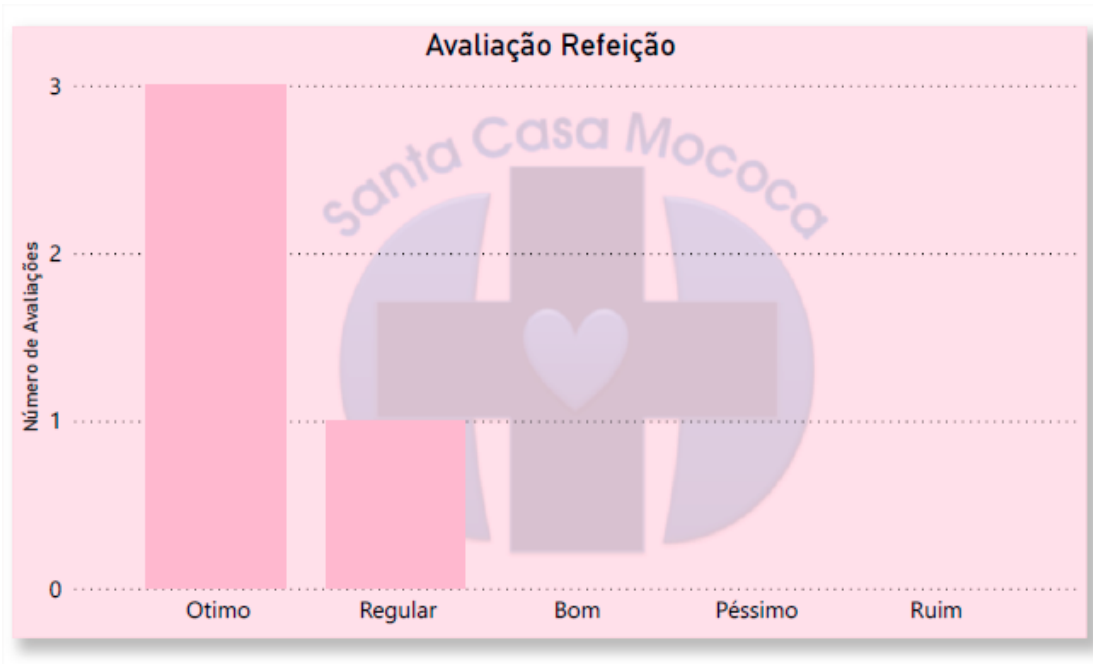 Avaliação Refeição
Santa Casa Mococa
Número de Avaliações
3
2
1
0
Otimo Regular Bom Péssimo Ruim